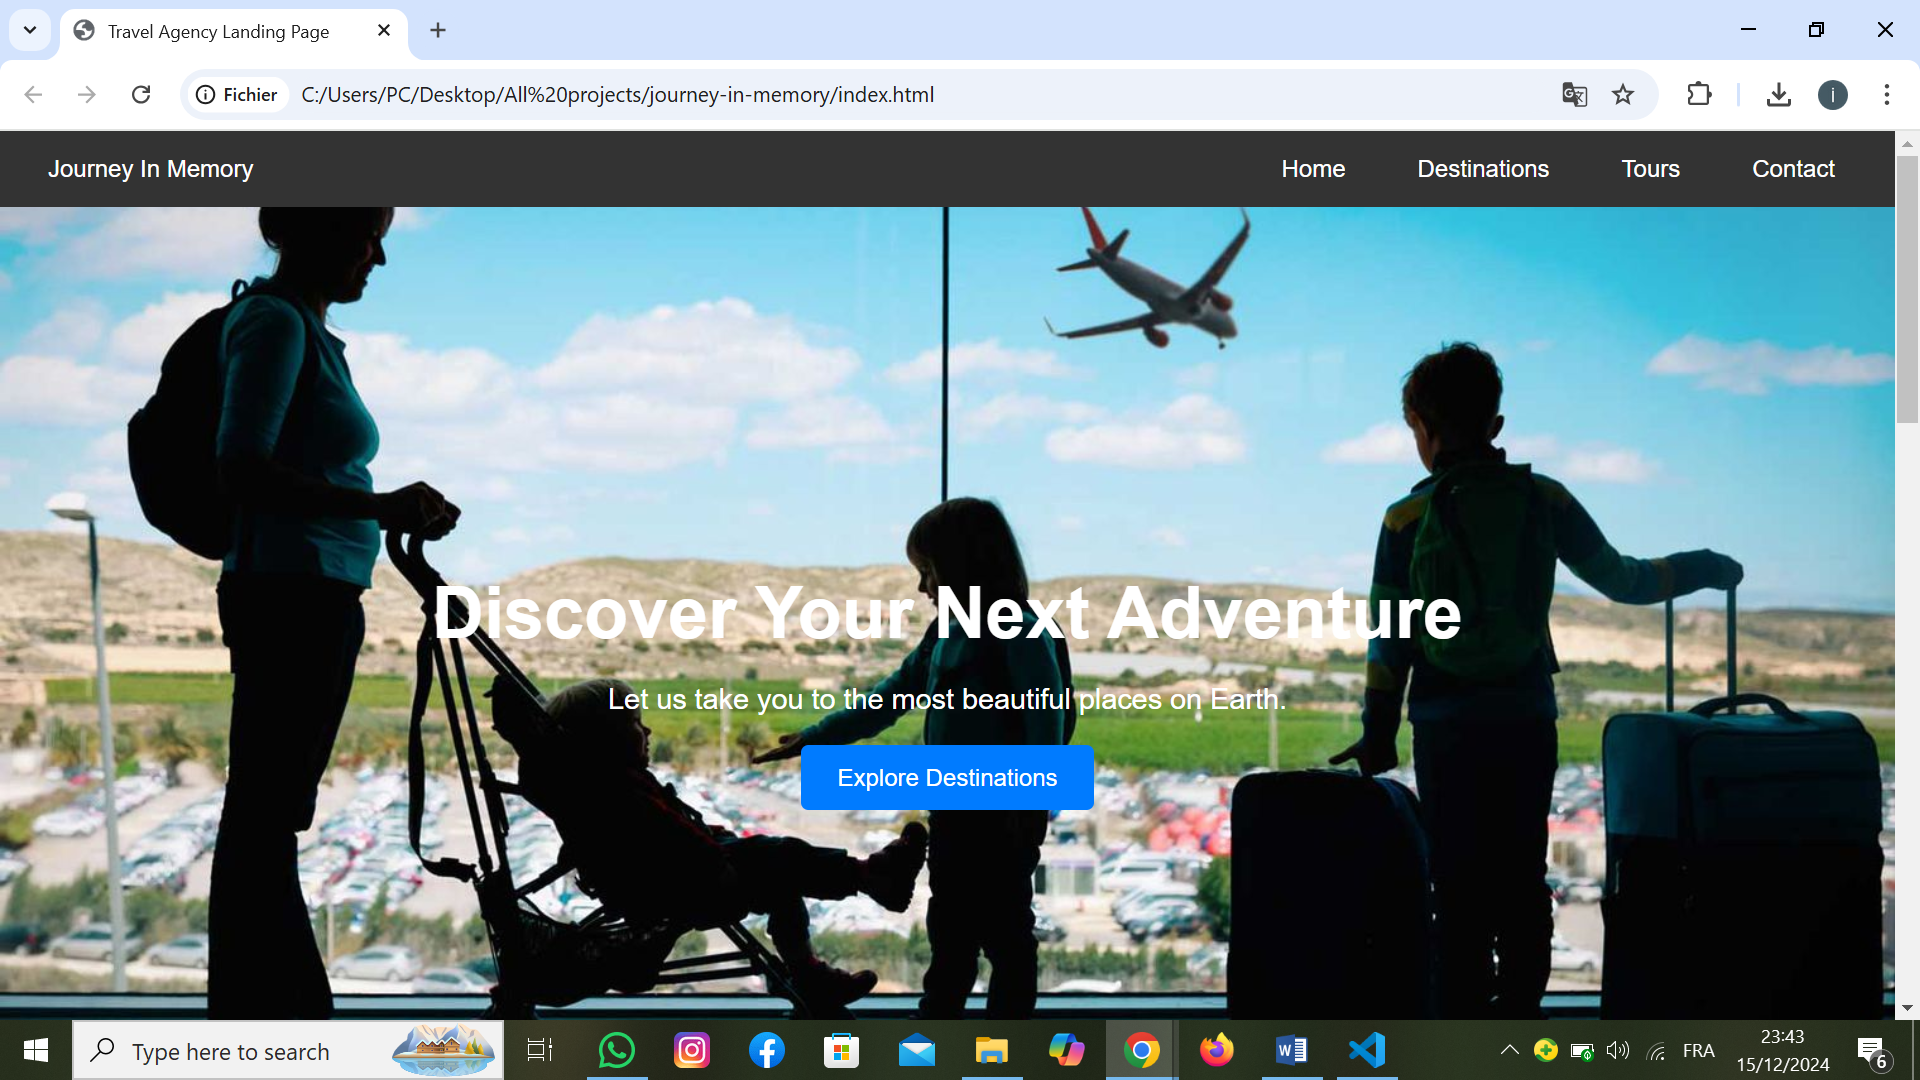 Travel Agency Landing Page
Fichier C:/Users/PC/Desktop/All%20projects/journey-in-memory/index.html
i
Journey In Memory Home Destinations Tours Contact
Discover Your Next Adventure
Let us take you to the most beautiful places on Earth.
Explore Destinations
Type here to search
FRA
23:43
15/12/2024
6